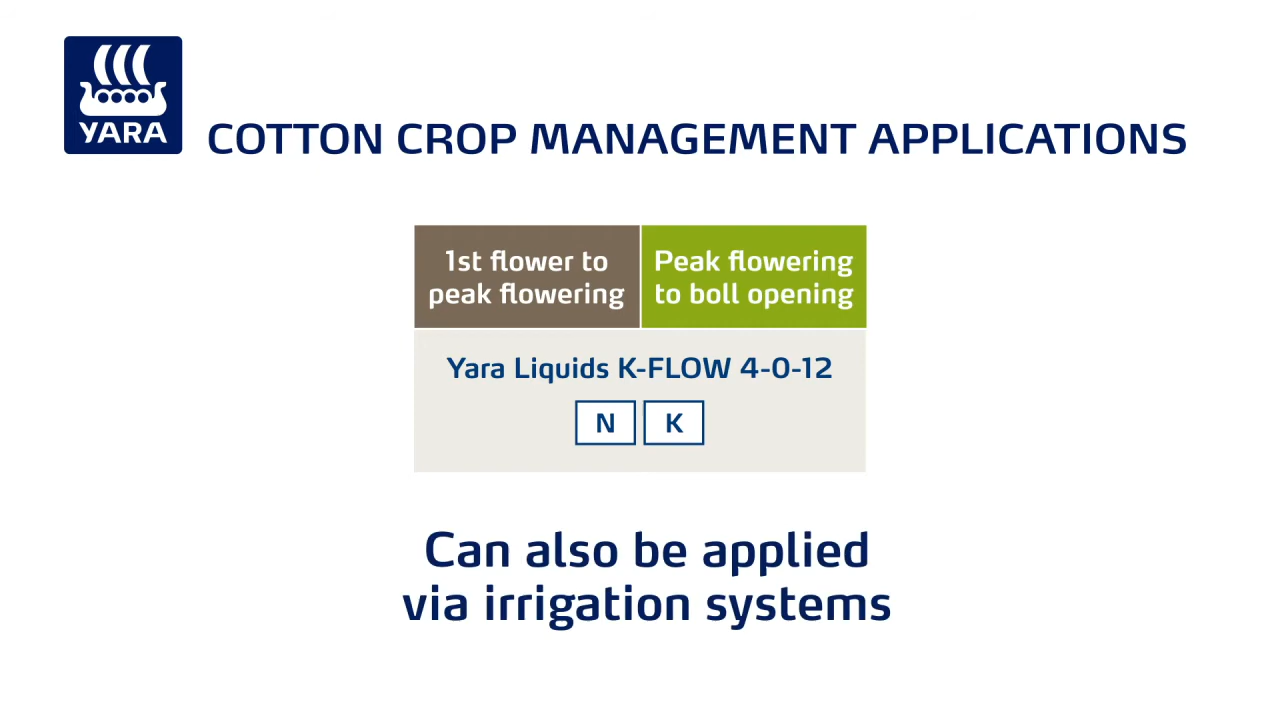 YARA
COTTON CROP MANAGEMENT APPLICATIONS
1st flower to
peak flowering
Peak flowering
to boll opening
Yara Liquids K-FLOW 4-0-12
N K
Can also be applied
via irrigation systems